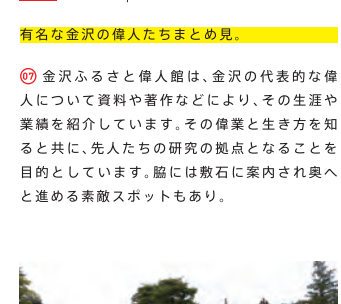 有名な金沢の偉人たちまとめ見。
07 金沢ふるさと偉人館は、金沢の代表的な偉
人について資料や著作などにより、その生涯や
業績を紹介しています。その偉業と生き方を知
ると共に、先人たちの研究の拠点となることを
目的としています。脇には敷石に案内され奥へ
と進める素敵スポットもあり。